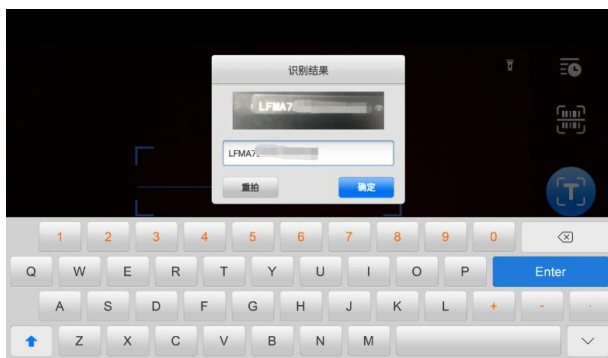 识别结果
LFMA7
LFMA7
重拍
确定
T
1 2 3 4 5 6 7 8 9 0
Q W E R T Y U I O P Enter
A S D F G H J K L + - .
Z X C V B N M